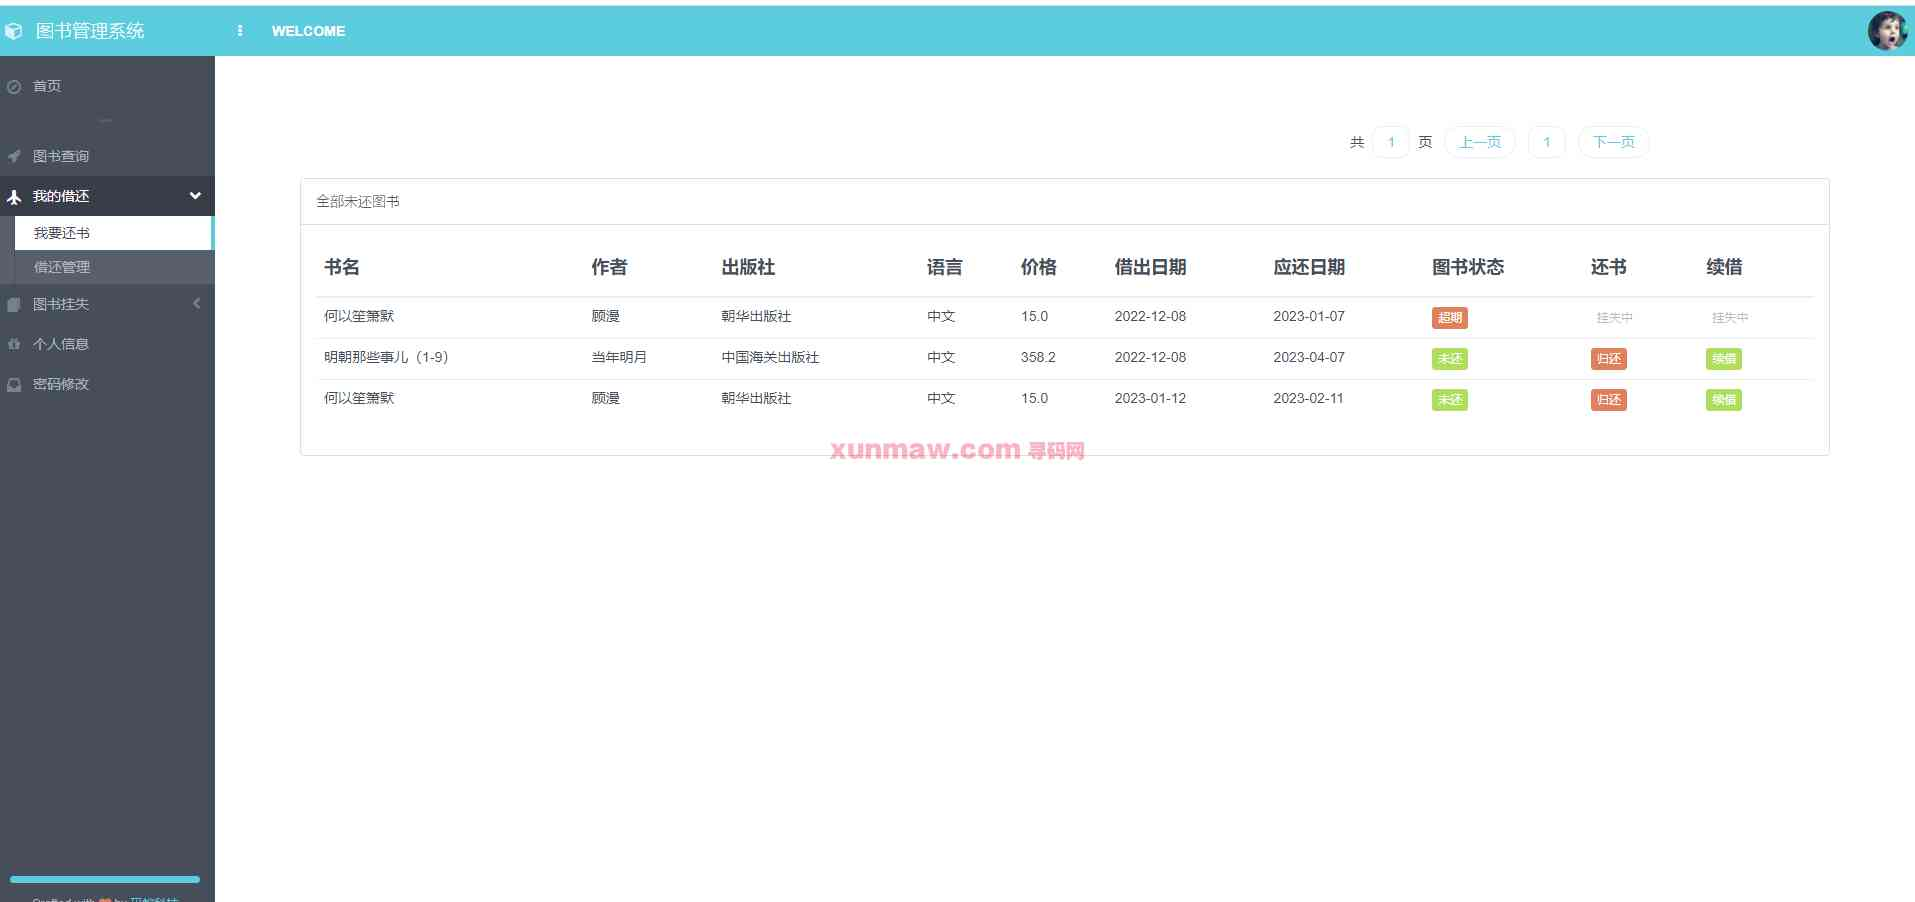 图书管理系统
WELCOME
首页
图书查询
我的借还
我要还书
借还管理
图书挂失
个人信息
密码修改
共 1 页 上一页 1 下一页
全部未还图书
书名 作者 出版社 语言 价格 借出日期 应还日期 图书状态 还书 续借
何以笙箫默 顾漫 朝华出版社 中文 15.0 2022-12-08 2023-01-07 超期 挂失中 挂失中
明朝那些事儿（1-9） 当年明月 中国海关出版社 中文 358.2 2022-12-08 2023-04-07 未还 归还 续借
何以笙箫默 顾漫 朝华出版社 中文 15.0 2023-01-12 2023-02-11 未还 归还 续借
xunmaw.com 寻码网
Crafted with by